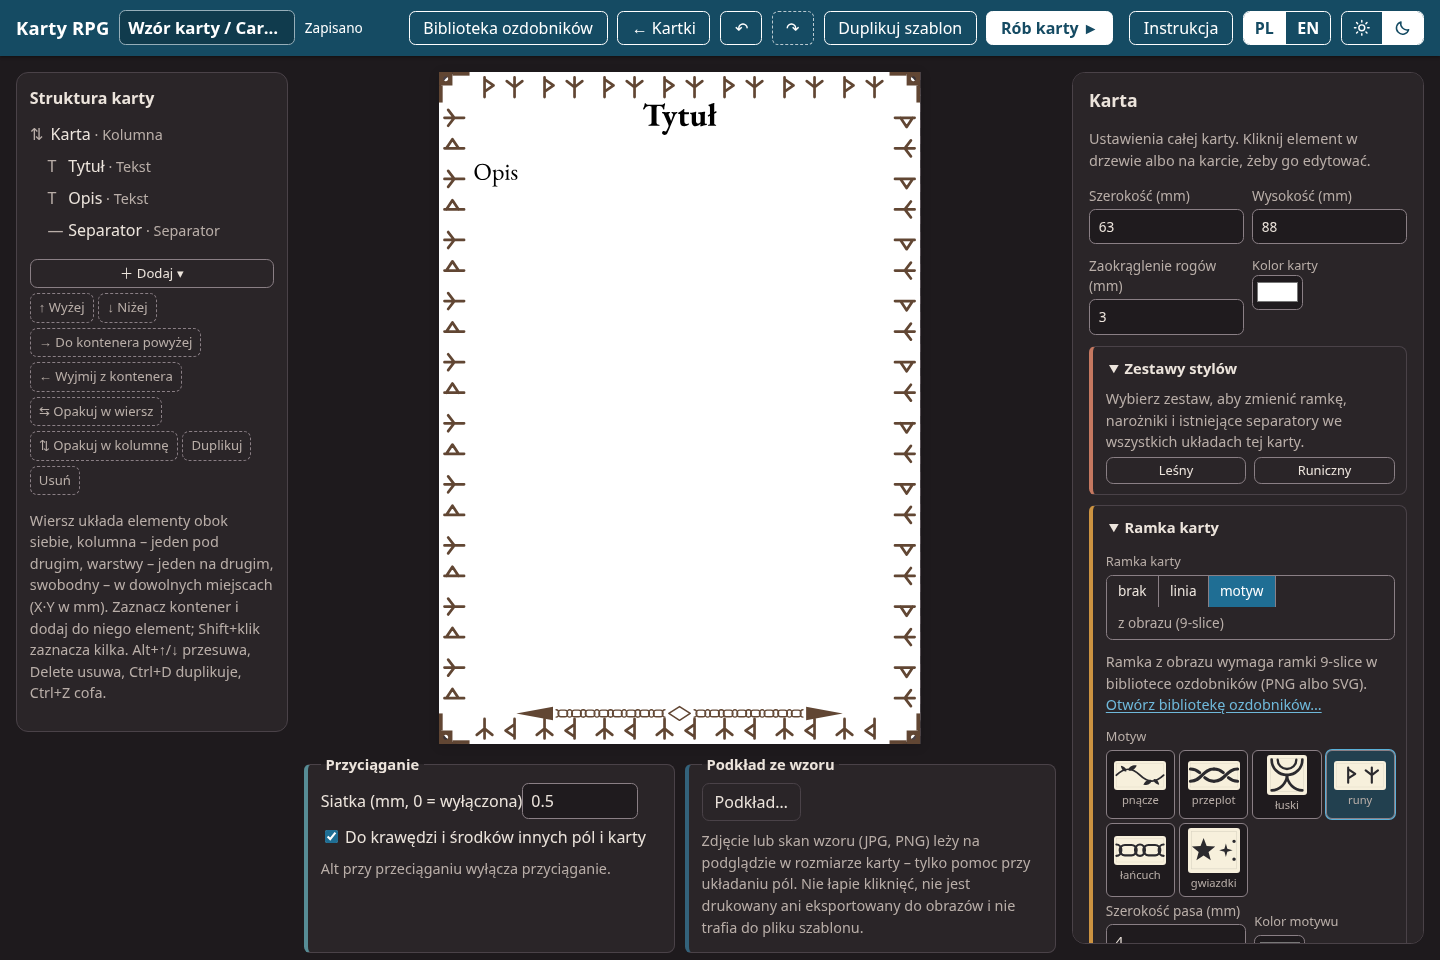 Karty RPG
Wzór karty / Car...
Zapisano
Biblioteka ozdobników
← Kartki
↶
↷
Duplikuj szablon
Rób karty ►
Instrukcja
PL
EN
Struktura karty
⇅ Karta · Kolumna
T Tytuł · Tekst
T Opis · Tekst
— Separator · Separator
＋ Dodaj ▾
↑ Wyżej
↓ Niżej
→ Do kontenera powyżej
← Wyjmij z kontenera
⇆ Opakuj w wiersz
⇅ Opakuj w kolumnę
Duplikuj
Usuń
Wiersz układa elementy obok
siebie, kolumna – jeden pod
drugim, warstwy – jeden na drugim,
swobodny – w dowolnych miejscach
(X·Y w mm). Zaznacz kontener i
dodaj do niego element; Shift+klik
zaznacza kilka. Alt+↑/↓ przesuwa,
Delete usuwa, Ctrl+D duplikuje,
Ctrl+Z cofa.
Tytuł
Opis
Przyciąganie
Siatka (mm, 0 = wyłączona) 0.5
Do krawędzi i środków innych pól i karty
Alt przy przeciąganiu wyłącza przyciąganie.
Podkład ze wzoru
Podkład...
Zdjęcie lub skan wzoru (JPG, PNG) leży na
podglądzie w rozmiarze karty – tylko pomoc przy
układaniu pól. Nie łapie kliknięć, nie jest
drukowany ani eksportowany do obrazów i nie
trafia do pliku szablonu.
Karta
Ustawienia całej karty. Kliknij element w
drzewie albo na karcie, żeby go edytować.
Szerokość (mm)
Wysokość (mm)
63
88
Zaokrąglenie rogów
(mm)
Kolor karty
3
▼ Zestawy stylów
Wybierz zestaw, aby zmienić ramkę,
narożniki i istniejące separatory we
wszystkich układach tej karty.
Leśny
Runiczny
▼ Ramka karty
Ramka karty
brak
linia
motyw
z obrazu (9-slice)
Ramka z obrazu wymaga ramki 9-slice w
bibliotece ozdobników (PNG albo SVG).
Otwórz bibliotekę ozdobników...
Motyw
pnącze
przeplot
łuski
runy
łańcuch
gwiazdki
Szerokość pasa (mm)
Kolor motywu
4